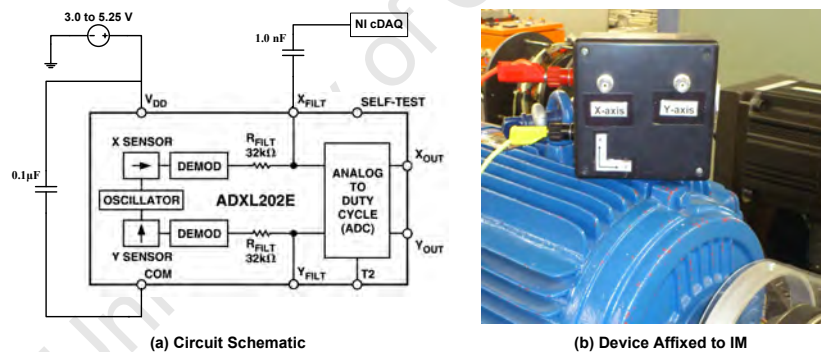 3.0 to 5.25 V
NI cDAQ
1.0 nF
0.1µF
V_DD
X_FILT
SELF-TEST
X SENSOR
DEMOD
R_FILT
32kΩ
X_OUT
OSCILLATOR
ADXL202E
ANALOG
TO
DUTY
CYCLE
(ADC)
DEMOD
R_FILT
32kΩ
Y_OUT
Y SENSOR
COM
Y_FILT
T2
(a) Circuit Schematic
X-axis
Y-axis
(b) Device Affixed to IM